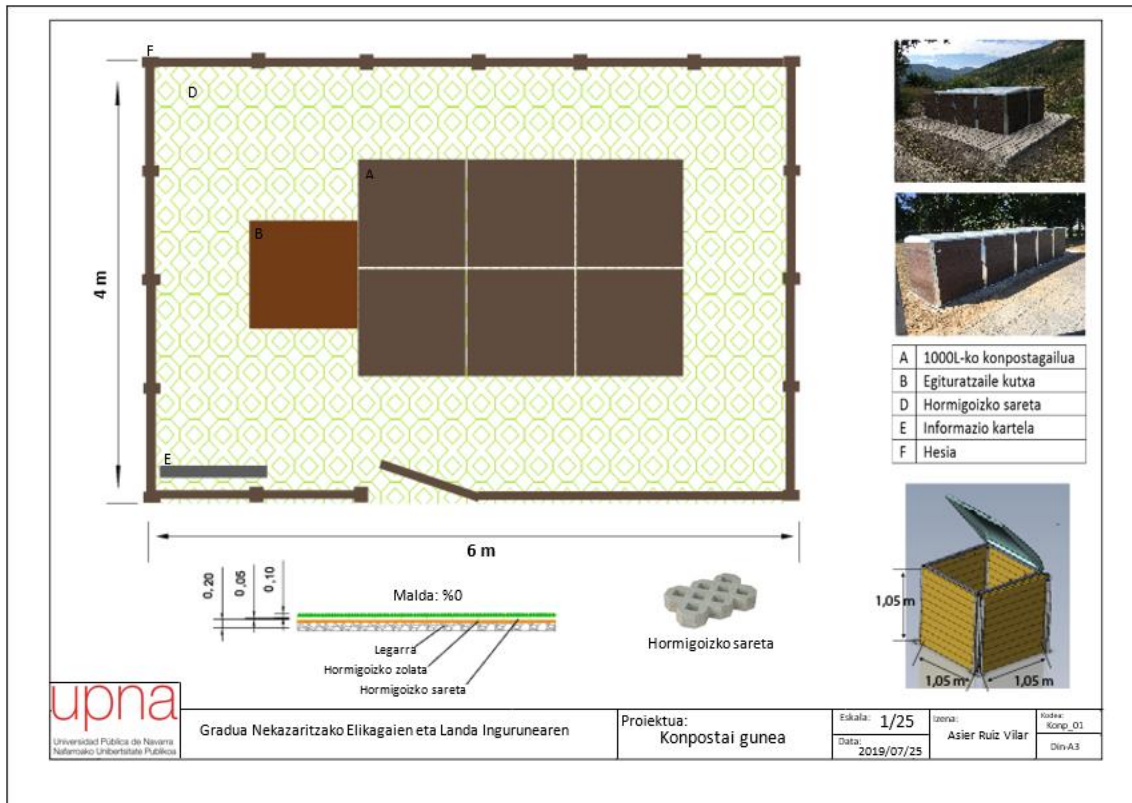 F
D
A
B
4 m
E
6 m
A 1000L-ko konpostagailua
B Egituratzaile kutxa
D Hormigoizko sareta
E Informazio kartela
F Hesia
0,20
0,05
0,10
Malda: %0
Legarra
Hormigoizko zolata
Hormigoizko sareta
Hormigoizko sareta
1,05 m
1,05 m
1,05 m
upna
Universidad Pública de Navarra
Nafarroako Unibertsitate Publikoa
Gradua Nekazaritzako Elikagaien eta Landa Ingurunearen
Proiektua:
Konpostai gunea
Eskala: 1/25
Data:
2019/07/25
Izena:
Asier Ruiz Vilar
Kodea:
Konp_01
Din-A3